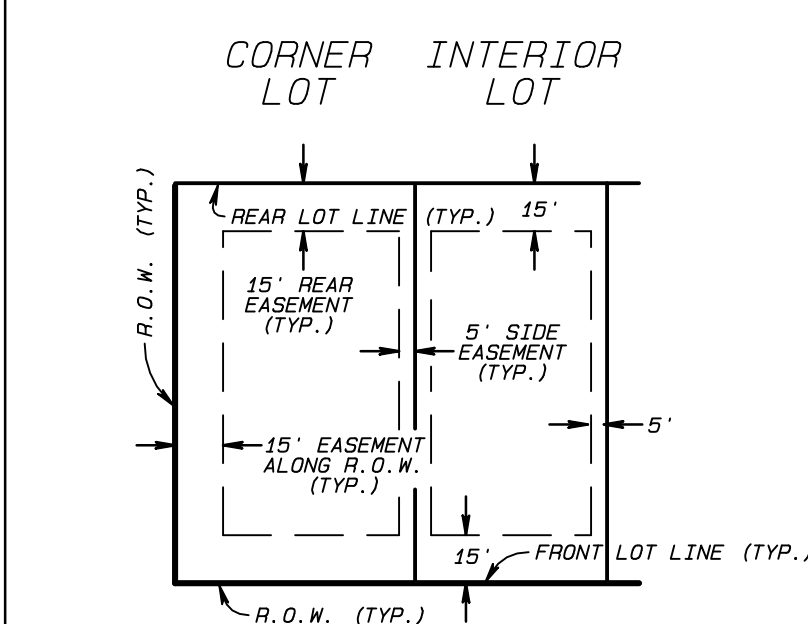 CORNER
LOT
INTERIOR
LOT
R.O.W. (TYP.)
REAR LOT LINE (TYP.)
15'
15' REAR
EASEMENT
(TYP.)
5' SIDE
EASEMENT
(TYP.)
5'
15' EASEMENT
ALONG R.O.W.
(TYP.)
15'
FRONT LOT LINE (TYP.)
R.O.W. (TYP.)